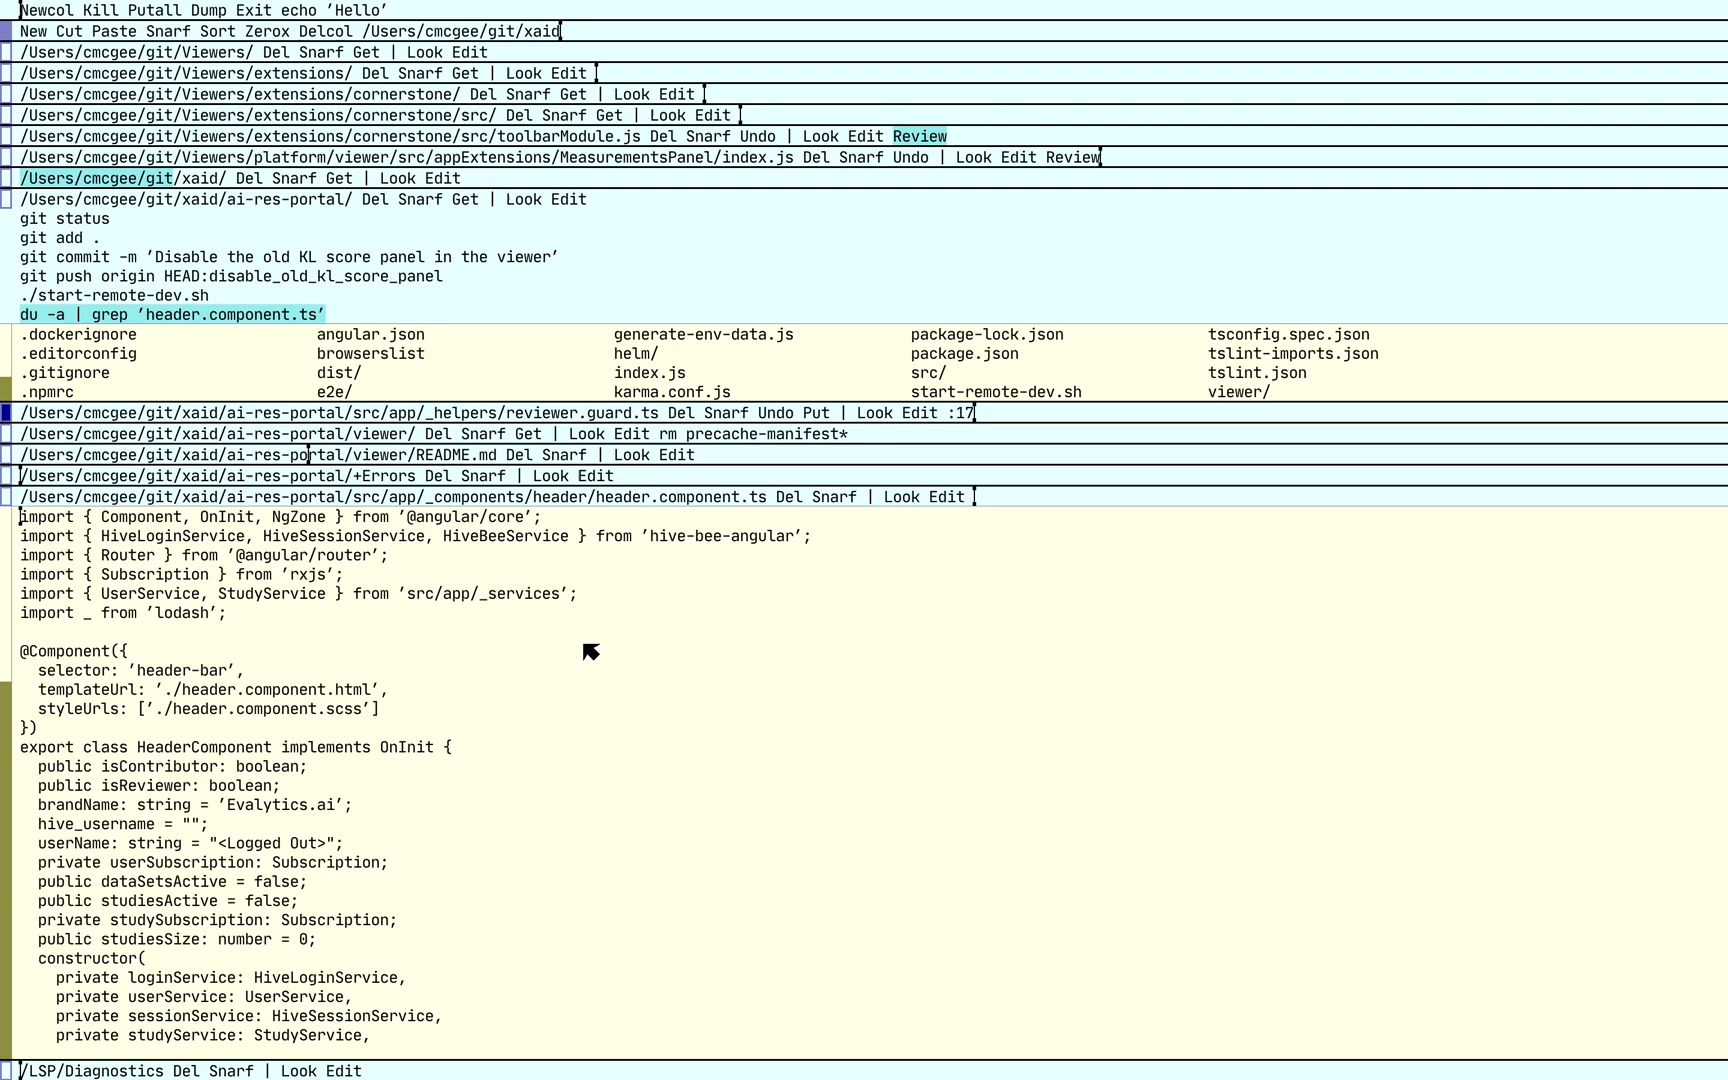 Newcol Kill Putall Dump Exit echo ’Hello’
New Cut Paste Snarf Sort Zerox Delcol /Users/cmcgee/git/xaid
/Users/cmcgee/git/Viewers/ Del Snarf Get | Look Edit
/Users/cmcgee/git/Viewers/extensions/ Del Snarf Get | Look Edit
/Users/cmcgee/git/Viewers/extensions/cornerstone/ Del Snarf Get | Look Edit
/Users/cmcgee/git/Viewers/extensions/cornerstone/src/ Del Snarf Get | Look Edit
/Users/cmcgee/git/Viewers/extensions/cornerstone/src/toolbarModule.js Del Snarf Undo | Look Edit Review
/Users/cmcgee/git/Viewers/platform/viewer/src/appExtensions/MeasurementsPanel/index.js Del Snarf Undo | Look Edit Review
/Users/cmcgee/git/xaid/ Del Snarf Get | Look Edit
/Users/cmcgee/git/xaid/ai-res-portal/ Del Snarf Get | Look Edit
git status
git add .
git commit -m ’Disable the old KL score panel in the viewer’
git push origin HEAD:disable_old_kl_score_panel
./start-remote-dev.sh
du -a | grep ’header.component.ts’
.dockerignore angular.json generate-env-data.js package-lock.json tsconfig.spec.json
.editorconfig browserslist helm/ package.json tslint-imports.json
.gitignore dist/ index.js src/ tslint.json
.npmrc e2e/ karma.conf.js start-remote-dev.sh viewer/
/Users/cmcgee/git/xaid/ai-res-portal/src/app/_helpers/reviewer.guard.ts Del Snarf Undo Put | Look Edit :17
/Users/cmcgee/git/xaid/ai-res-portal/viewer/ Del Snarf Get | Look Edit rm precache-manifest*
/Users/cmcgee/git/xaid/ai-res-portal/viewer/README.md Del Snarf | Look Edit
/Users/cmcgee/git/xaid/ai-res-portal/+Errors Del Snarf | Look Edit
/Users/cmcgee/git/xaid/ai-res-portal/src/app/_components/header/header.component.ts Del Snarf | Look Edit
import { Component, OnInit, NgZone } from ’@angular/core’;
import { HiveLoginService, HiveSessionService, HiveBeeService } from ’hive-bee-angular’;
import { Router } from ’@angular/router’;
import { Subscription } from ’rxjs’;
import { UserService, StudyService } from ’src/app/_services’;
import _ from ’lodash’;
@Component({
  selector: ’header-bar’,
  templateUrl: ’./header.component.html’,
  styleUrls: [’./header.component.scss’]
})
export class HeaderComponent implements OnInit {
  public isContributor: boolean;
  public isReviewer: boolean;
  brandName: string = ’Evalytics.ai’;
  hive_username = "";
  userName: string = "<Logged Out>";
  private userSubscription: Subscription;
  public dataSetsActive = false;
  public studiesActive = false;
  private studySubscription: Subscription;
  public studiesSize: number = 0;
  constructor(
    private loginService: HiveLoginService,
    private userService: UserService,
    private sessionService: HiveSessionService,
    private studyService: StudyService,
/LSP/Diagnostics Del Snarf | Look Edit